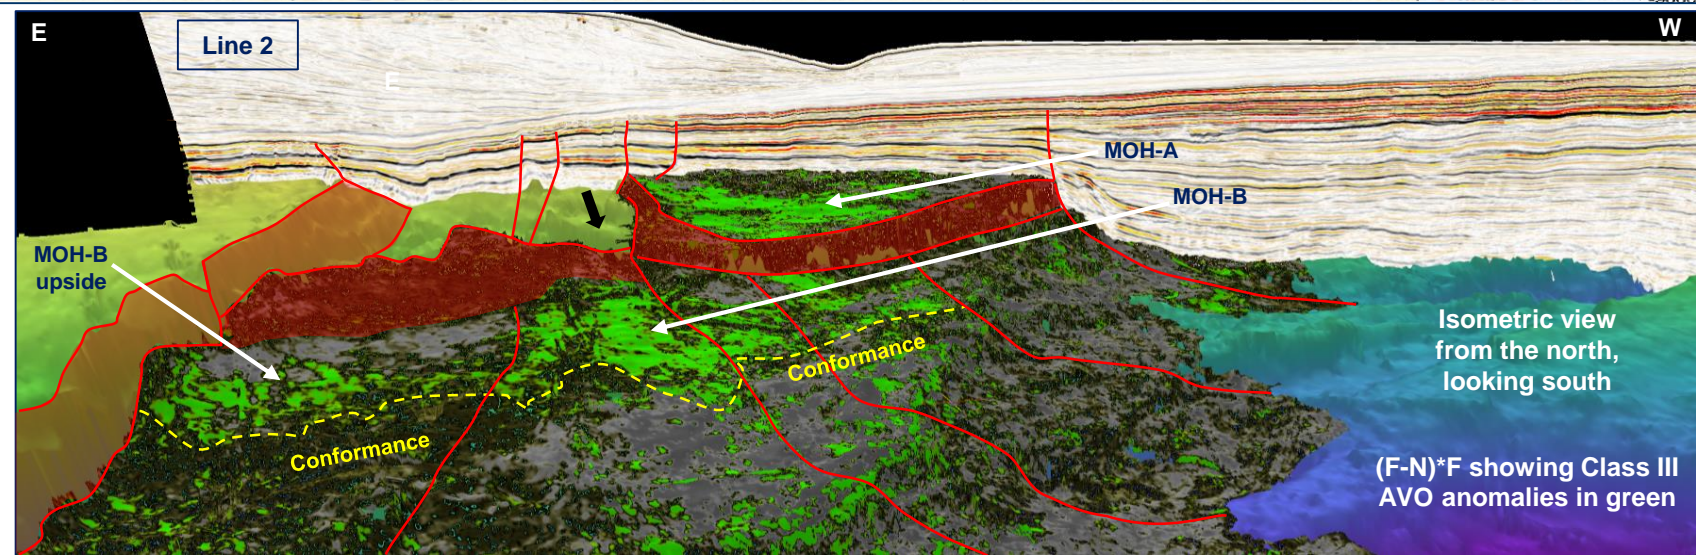 E
Line 2
W
F
MOH-A
MOH-B
MOH-B
upside
Isometric view
from the north,
looking south
Conformance
Conformance
(F-N)*F showing Class III
AVO anomalies in green